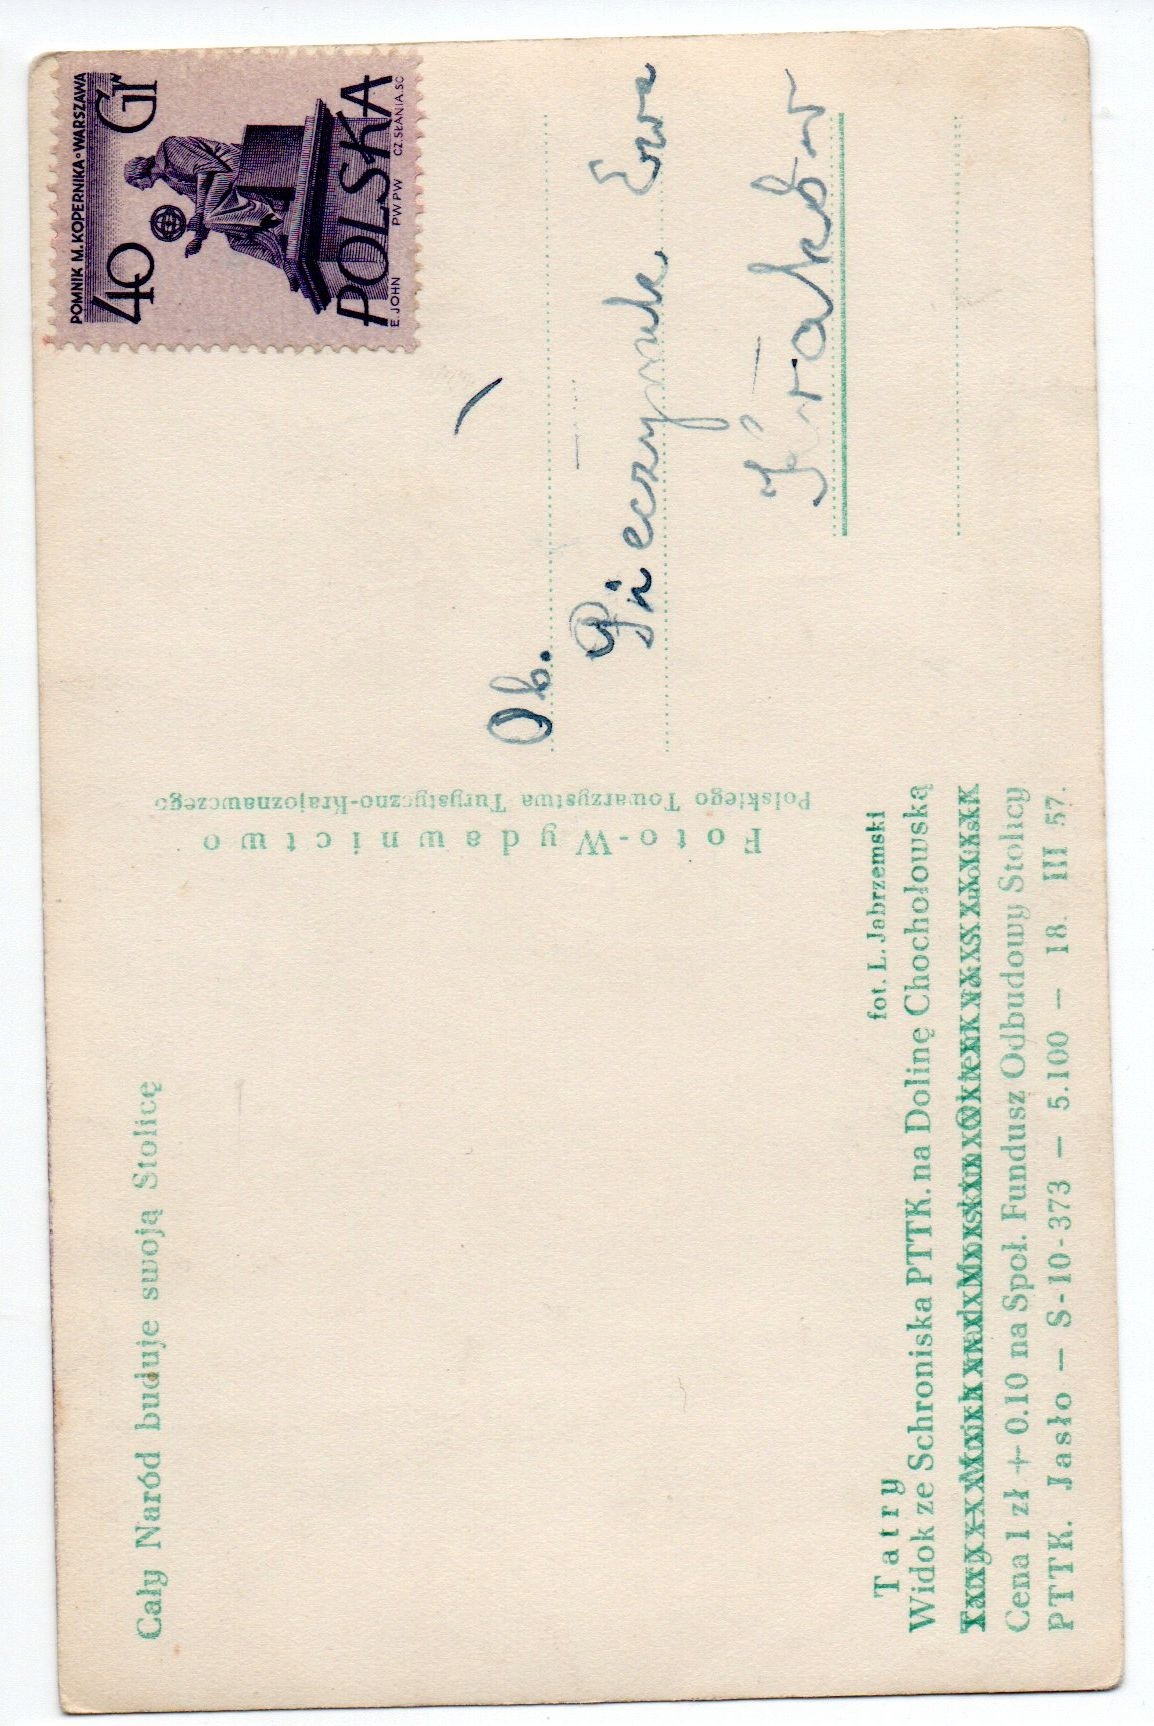 Cały Naród buduje swoją Stolicę
Foto-Wydawnictwo
Polskiego Towarzystwa Turystyczno-Krajoznawczego
POMNIK M. KOPERNIKA•WARSZAWA
40 Gr
POLSKA
E. JOHN PWPW CZ. SŁANIA. SC
Ob.
Pieczynuk Ewa
Kraków
fot. L. Jabrzemski
Tatry
Widok ze Schroniska PTTK. na Dolinę Chochołowską
Cena 1 zł + 0.10 na Społ. Fundusz Odbudowy Stolicy
PTTK. Jasło — S-10-373 — 5.100 — 18. III 57.